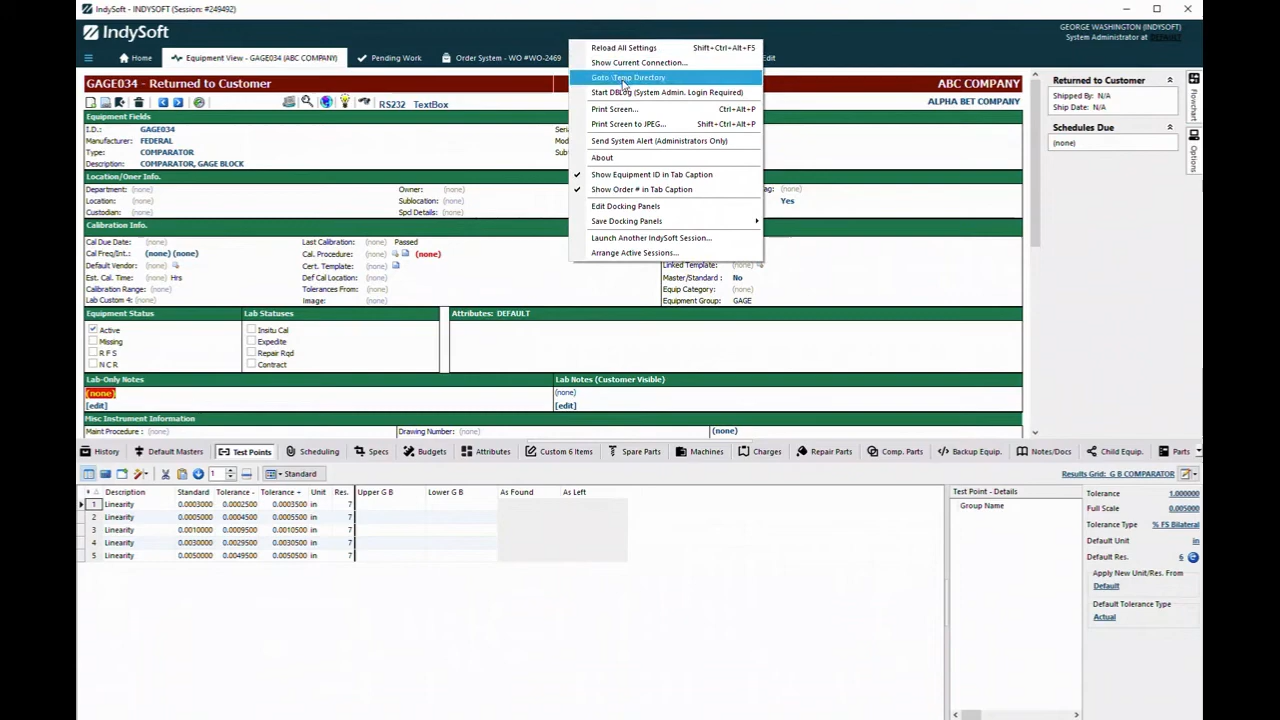 INDYSOFT - IndySoft (Session: #249492)
IndySoft
GEORGE WASHINGTON (INDYSOFT)
System Administrator at DEFAULT
Home
Equipment View - GAGE034 (ABC COMPANY)
Pending Work
Order System - WO #WO-2469
Edit
Reload All Settings Shift+Ctrl+Alt+F5
Show Current Connection...
Goto \Temp Directory
Start DBLog (System Admin. Login Required)
Print Screen... Ctrl+Alt+P
Print Screen to JPEG... Shift+Ctrl+Alt+P
Send System Alert (Administrators Only)
About
Show Equipment ID in Tab Caption
Show Order # in Tab Caption
Edit Docking Panels
Save Docking Panels
Launch Another IndySoft Session...
Arrange Active Sessions...
GAGE034 - Returned to Customer
ABC COMPANY
RS232 TextBox
ALPHA BET COMPANY
Equipment Fields
I.D.: GAGE034
Manufacturer: FEDERAL
Type: COMPARATOR
Description: COMPARATOR, GAGE BLOCK
Location/Oner Info.
Department: (none) Owner: (none)
Location: (none) Sublocation: (none) Yes
Custodian: (none) Spcl Details: (none)
Calibration Info.
Cal Due Date: (none) Last Calibration: Passed
Cal Freq/Int.: (none) (none) Cal. Procedure: (none)
Default Vendor: (none) Cert. Template: (none) Linked Template: (none)
Est. Cal. Time: (none) Hrs Def Cal Location: (none) Master/Standard : No
Calibration Range: (none) Tolerances From: (none) Equip Category: (none)
Lab Custom 4: (none) Image: (none) Equipment Group: GAGE
Equipment Status
Lab Statuses
Attributes: DEFAULT
Active Insitu Cal
Missing Expedite
R F S Repair Rqd
N C R Contract
Lab-Only Notes
Lab Notes (Customer Visible)
(none) (none)
[edit] [edit]
Misc Instrument Information
Maint Procedure : (none) Drawing Number: (none) (none)
Returned to Customer
Shipped By: N/A
Ship Date: N/A
Schedules Due
(none)
Flowchart
Options
History Test Points Default Masters Scheduling Specs Budgets Attributes Custom 6 Items Spare Parts Machines Charges Repair Parts Comp. Parts Backup Equip. Notes/Docs Child Equip. Parts
1 Standard
Results Grid: G B COMPARATOR
Description Standard Tolerance - Tolerance + Unit Res. Upper G B Lower G B As Found As Left
1 Linearity 0.0003000 0.0002500 0.0003500 in 7
2 Linearity 0.0005000 0.0004500 0.0005500 in 7
3 Linearity 0.0010000 0.0009500 0.0010500 in 7
4 Linearity 0.0030000 0.0029500 0.0030500 in 7
5 Linearity 0.0050000 0.0049500 0.0050500 in 7
Test Point - Details
Group Name
Tolerance 1.000000
Full Scale 0.005000
Tolerance Type % FS Bilateral
Default Unit in
Default Res. 6
Apply New Unit/Res. From
Default
Default Tolerance Type
Actual